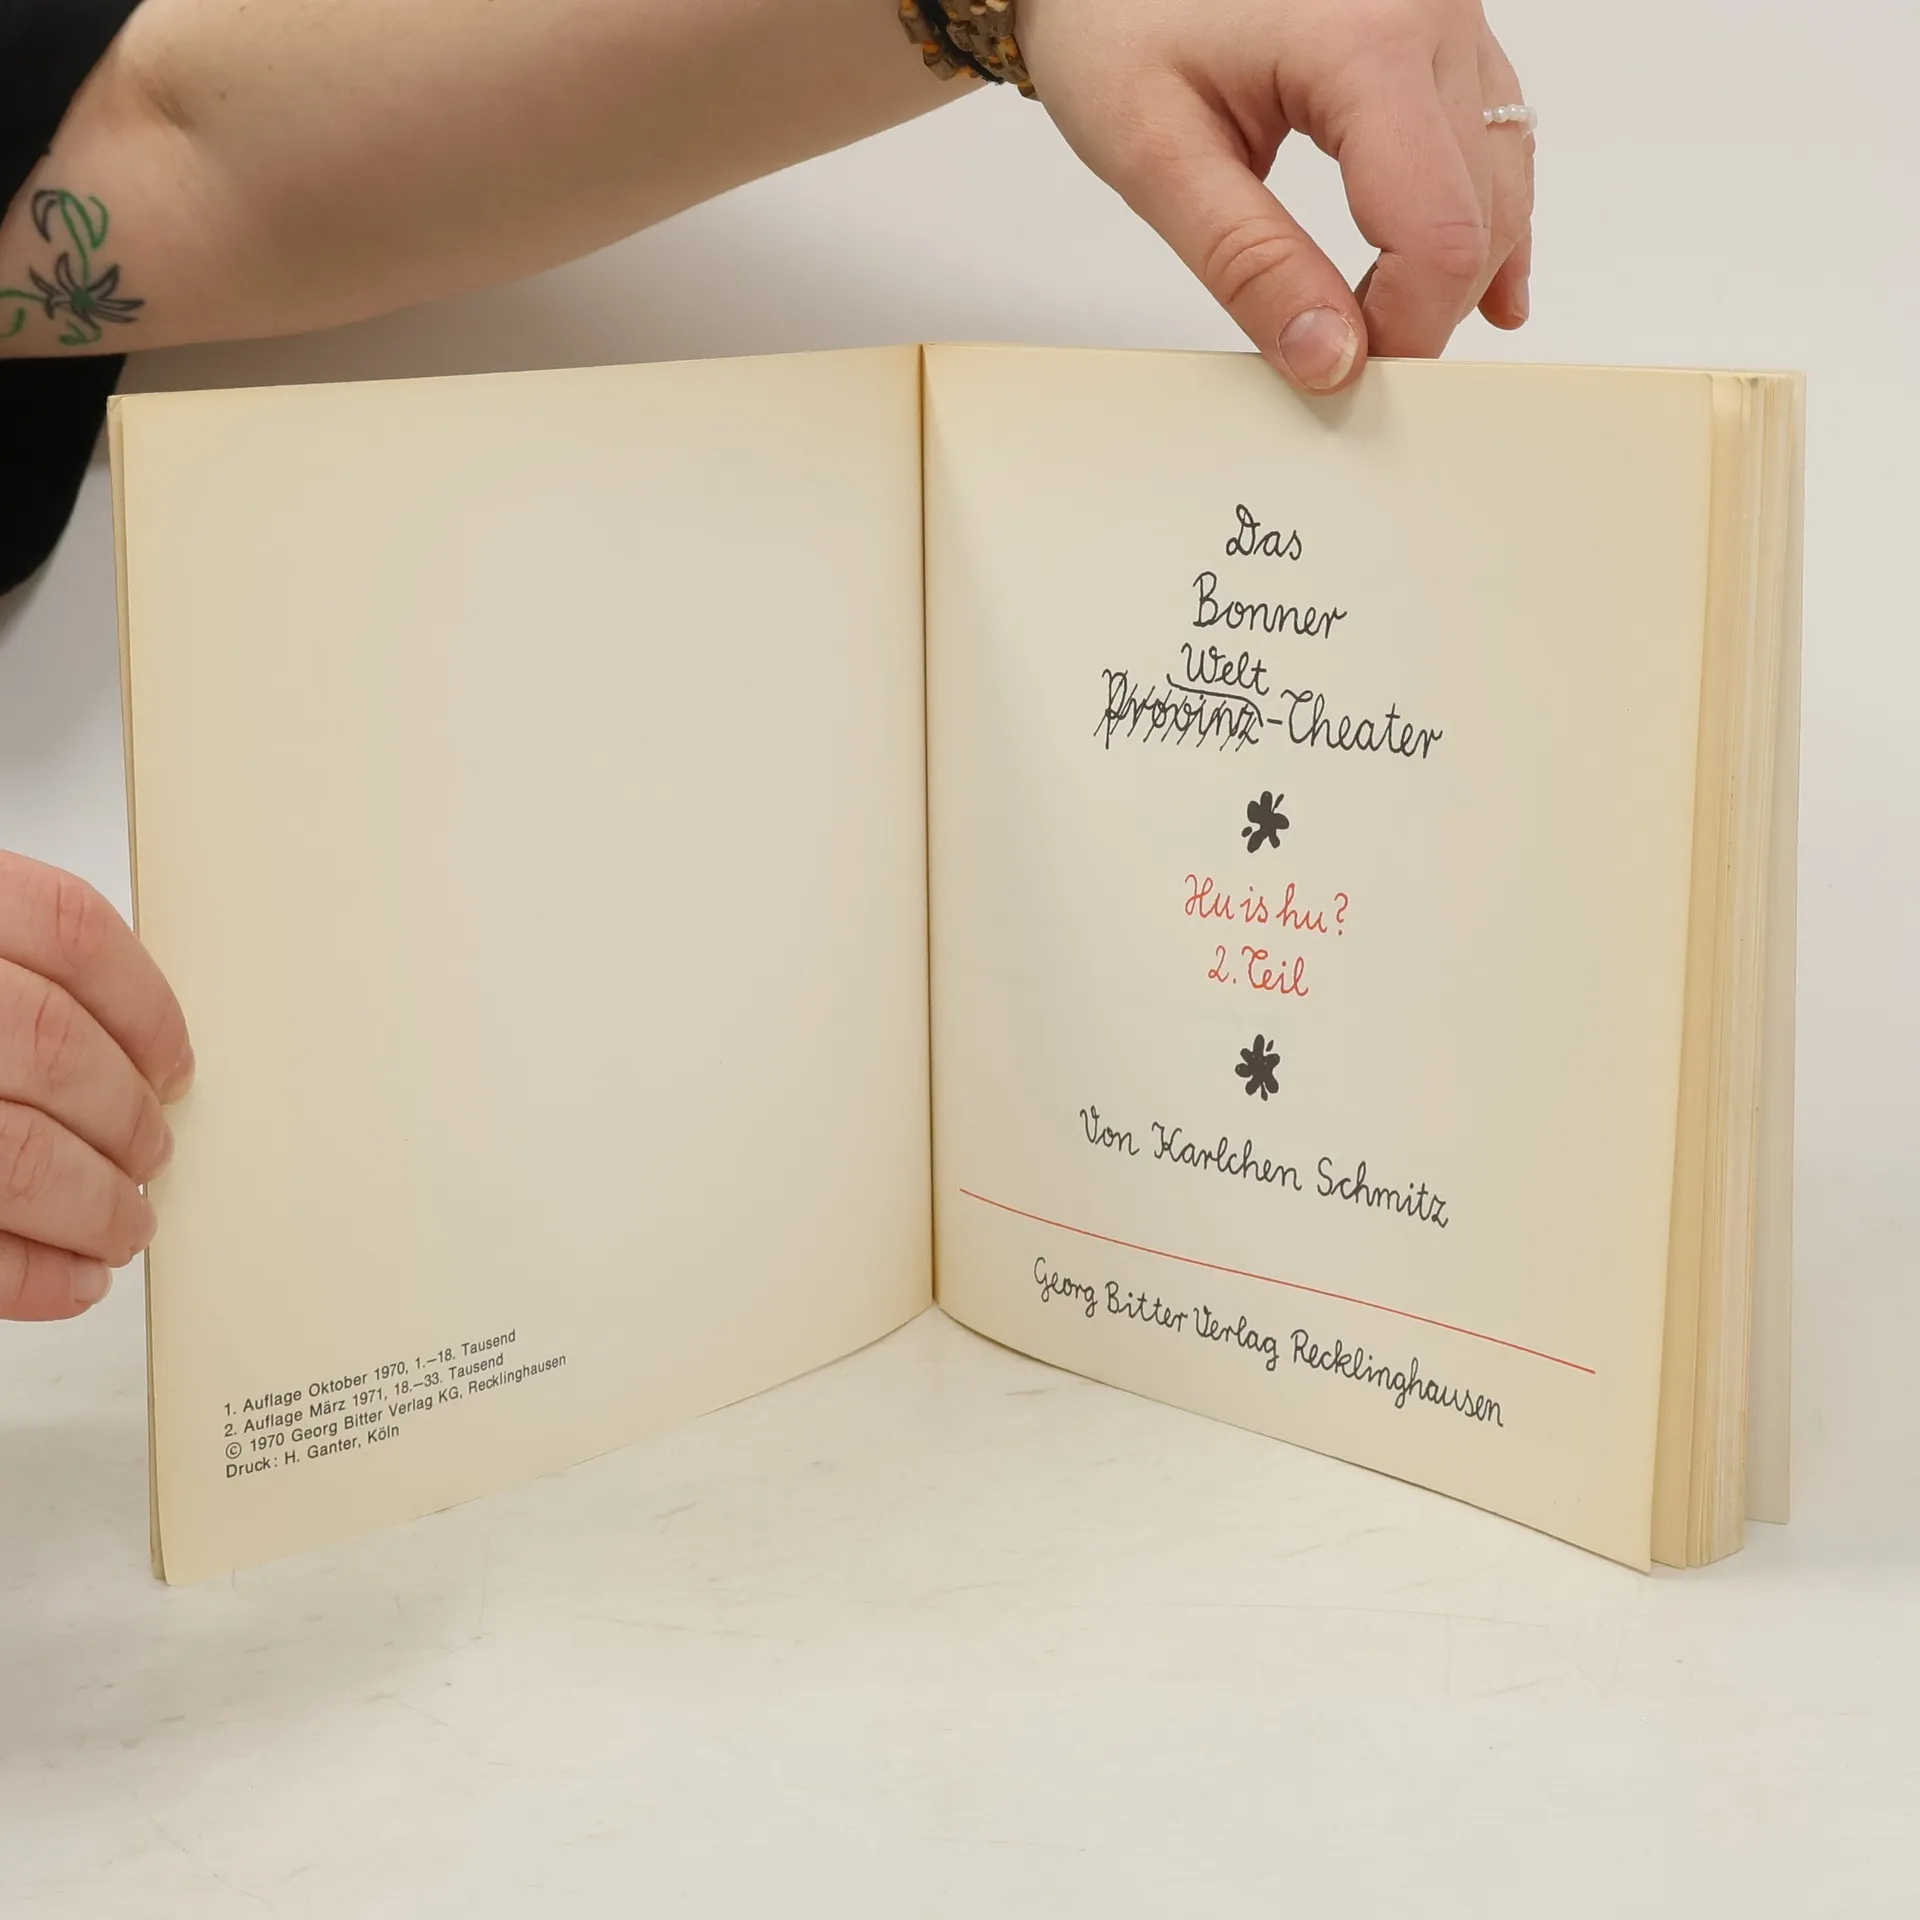 1. Auflage Oktober 1970, 1.–18. Tausend
2. Auflage März 1971, 18.–33. Tausend
© 1970 Georg Bitter Verlag KG, Recklinghausen
Druck: H. Ganter, Köln
Das
Bonner
Welt
Provinz-Theater
Hu is hu?
2. Teil
Von Karlchen Schmitz
Georg Bitter Verlag Recklinghausen